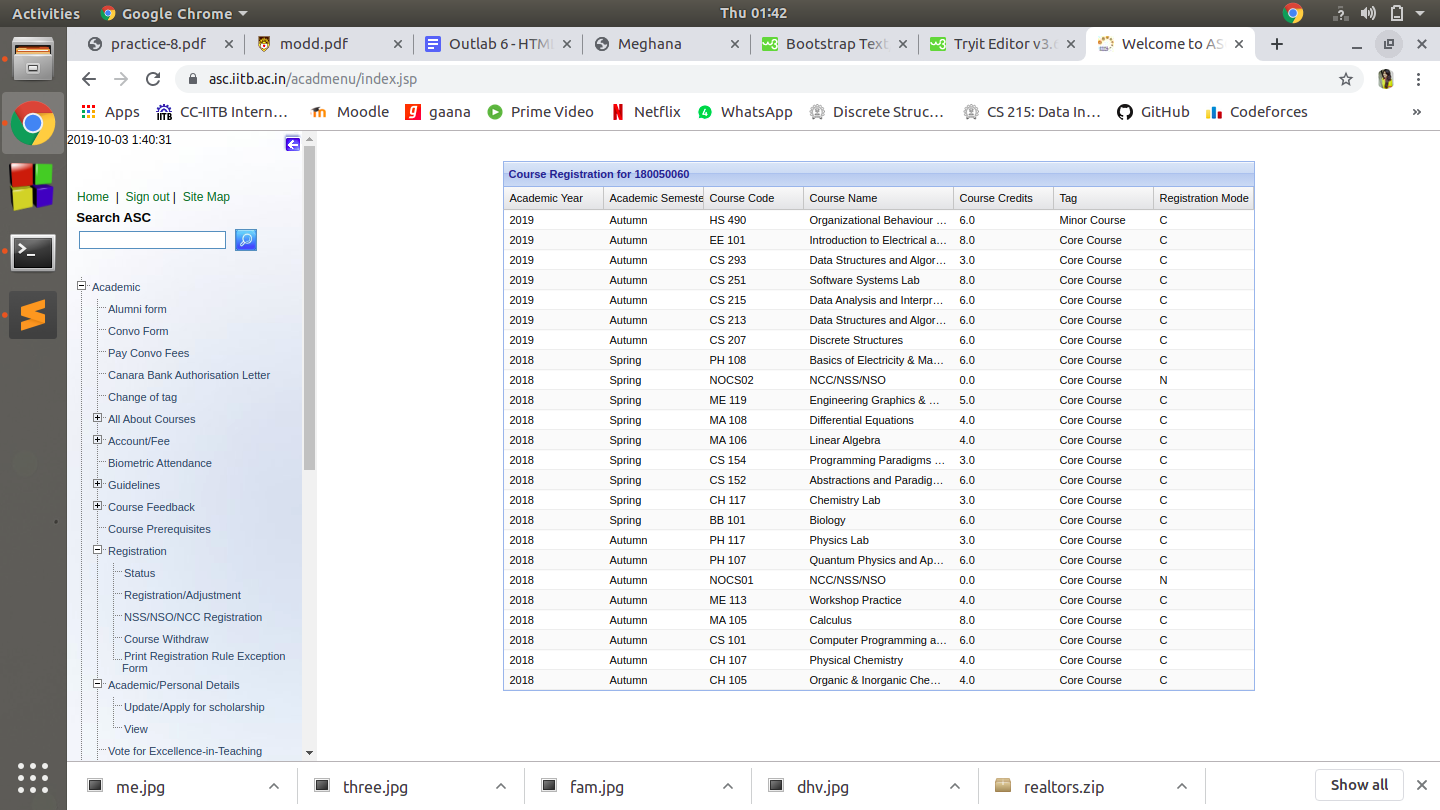 Activities Google Chrome Thu 01:42
practice-8.pdf modd.pdf Outlab 6 - HTM Meghana Bootstrap Text Tryit Editor v3. Welcome to AS
asc.iitb.ac.in/acadmenu/index.jsp
Apps CC-IITB Intern… Moodle gaana Prime Video Netflix WhatsApp Discrete Struc… CS 215: Data In… GitHub Codeforces »
2019-10-03 1:40:31
Home | Sign out | Site Map
Search ASC
Academic
Alumni form
Convo Form
Pay Convo Fees
Canara Bank Authorisation Letter
Change of tag
All About Courses
Account/Fee
Biometric Attendance
Guidelines
Course Feedback
Course Prerequisites
Registration
Status
Registration/Adjustment
NSS/NSO/NCC Registration
Course Withdraw
Print Registration Rule Exception
Form
Academic/Personal Details
Update/Apply for scholarship
View
Vote for Excellence-in-Teaching
Course Registration for 180050060
Academic Year Academic Semeste Course Code Course Name Course Credits Tag Registration Mode
2019 Autumn HS 490 Organizational Behaviour ... 6.0 Minor Course C
2019 Autumn EE 101 Introduction to Electrical a... 8.0 Core Course C
2019 Autumn CS 293 Data Structures and Algor... 3.0 Core Course C
2019 Autumn CS 251 Software Systems Lab 8.0 Core Course C
2019 Autumn CS 215 Data Analysis and Interpr... 6.0 Core Course C
2019 Autumn CS 213 Data Structures and Algor... 6.0 Core Course C
2019 Autumn CS 207 Discrete Structures 6.0 Core Course C
2018 Spring PH 108 Basics of Electricity & Ma... 6.0 Core Course C
2018 Spring NOCS02 NCC/NSS/NSO 0.0 Core Course N
2018 Spring ME 119 Engineering Graphics & ... 5.0 Core Course C
2018 Spring MA 108 Differential Equations 4.0 Core Course C
2018 Spring MA 106 Linear Algebra 4.0 Core Course C
2018 Spring CS 154 Programming Paradigms ... 3.0 Core Course C
2018 Spring CS 152 Abstractions and Paradig... 6.0 Core Course C
2018 Spring CH 117 Chemistry Lab 3.0 Core Course C
2018 Spring BB 101 Biology 6.0 Core Course C
2018 Autumn PH 117 Physics Lab 3.0 Core Course C
2018 Autumn PH 107 Quantum Physics and Ap... 6.0 Core Course C
2018 Autumn NOCS01 NCC/NSS/NSO 0.0 Core Course N
2018 Autumn ME 113 Workshop Practice 4.0 Core Course C
2018 Autumn MA 105 Calculus 8.0 Core Course C
2018 Autumn CS 101 Computer Programming a... 6.0 Core Course C
2018 Autumn CH 107 Physical Chemistry 4.0 Core Course C
2018 Autumn CH 105 Organic & Inorganic Che... 4.0 Core Course C
me.jpg three.jpg fam.jpg dhv.jpg realtors.zip Show all